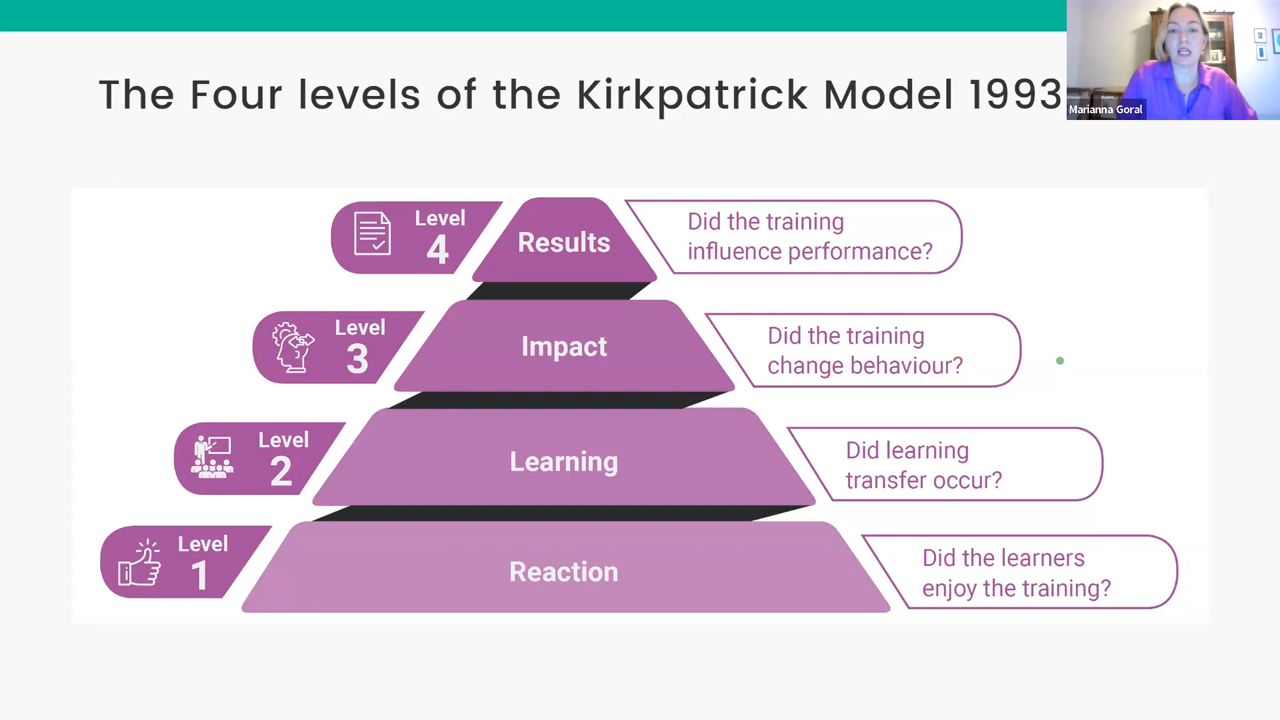 The Four levels of the Kirkpatrick Model 1993
Marianna Goral
Level
4
Results
Did the training
influence performance?
Level
3
Impact
Did the training
change behaviour?
Level
2
Learning
Did learning
transfer occur?
Level
1
Reaction
Did the learners
enjoy the training?